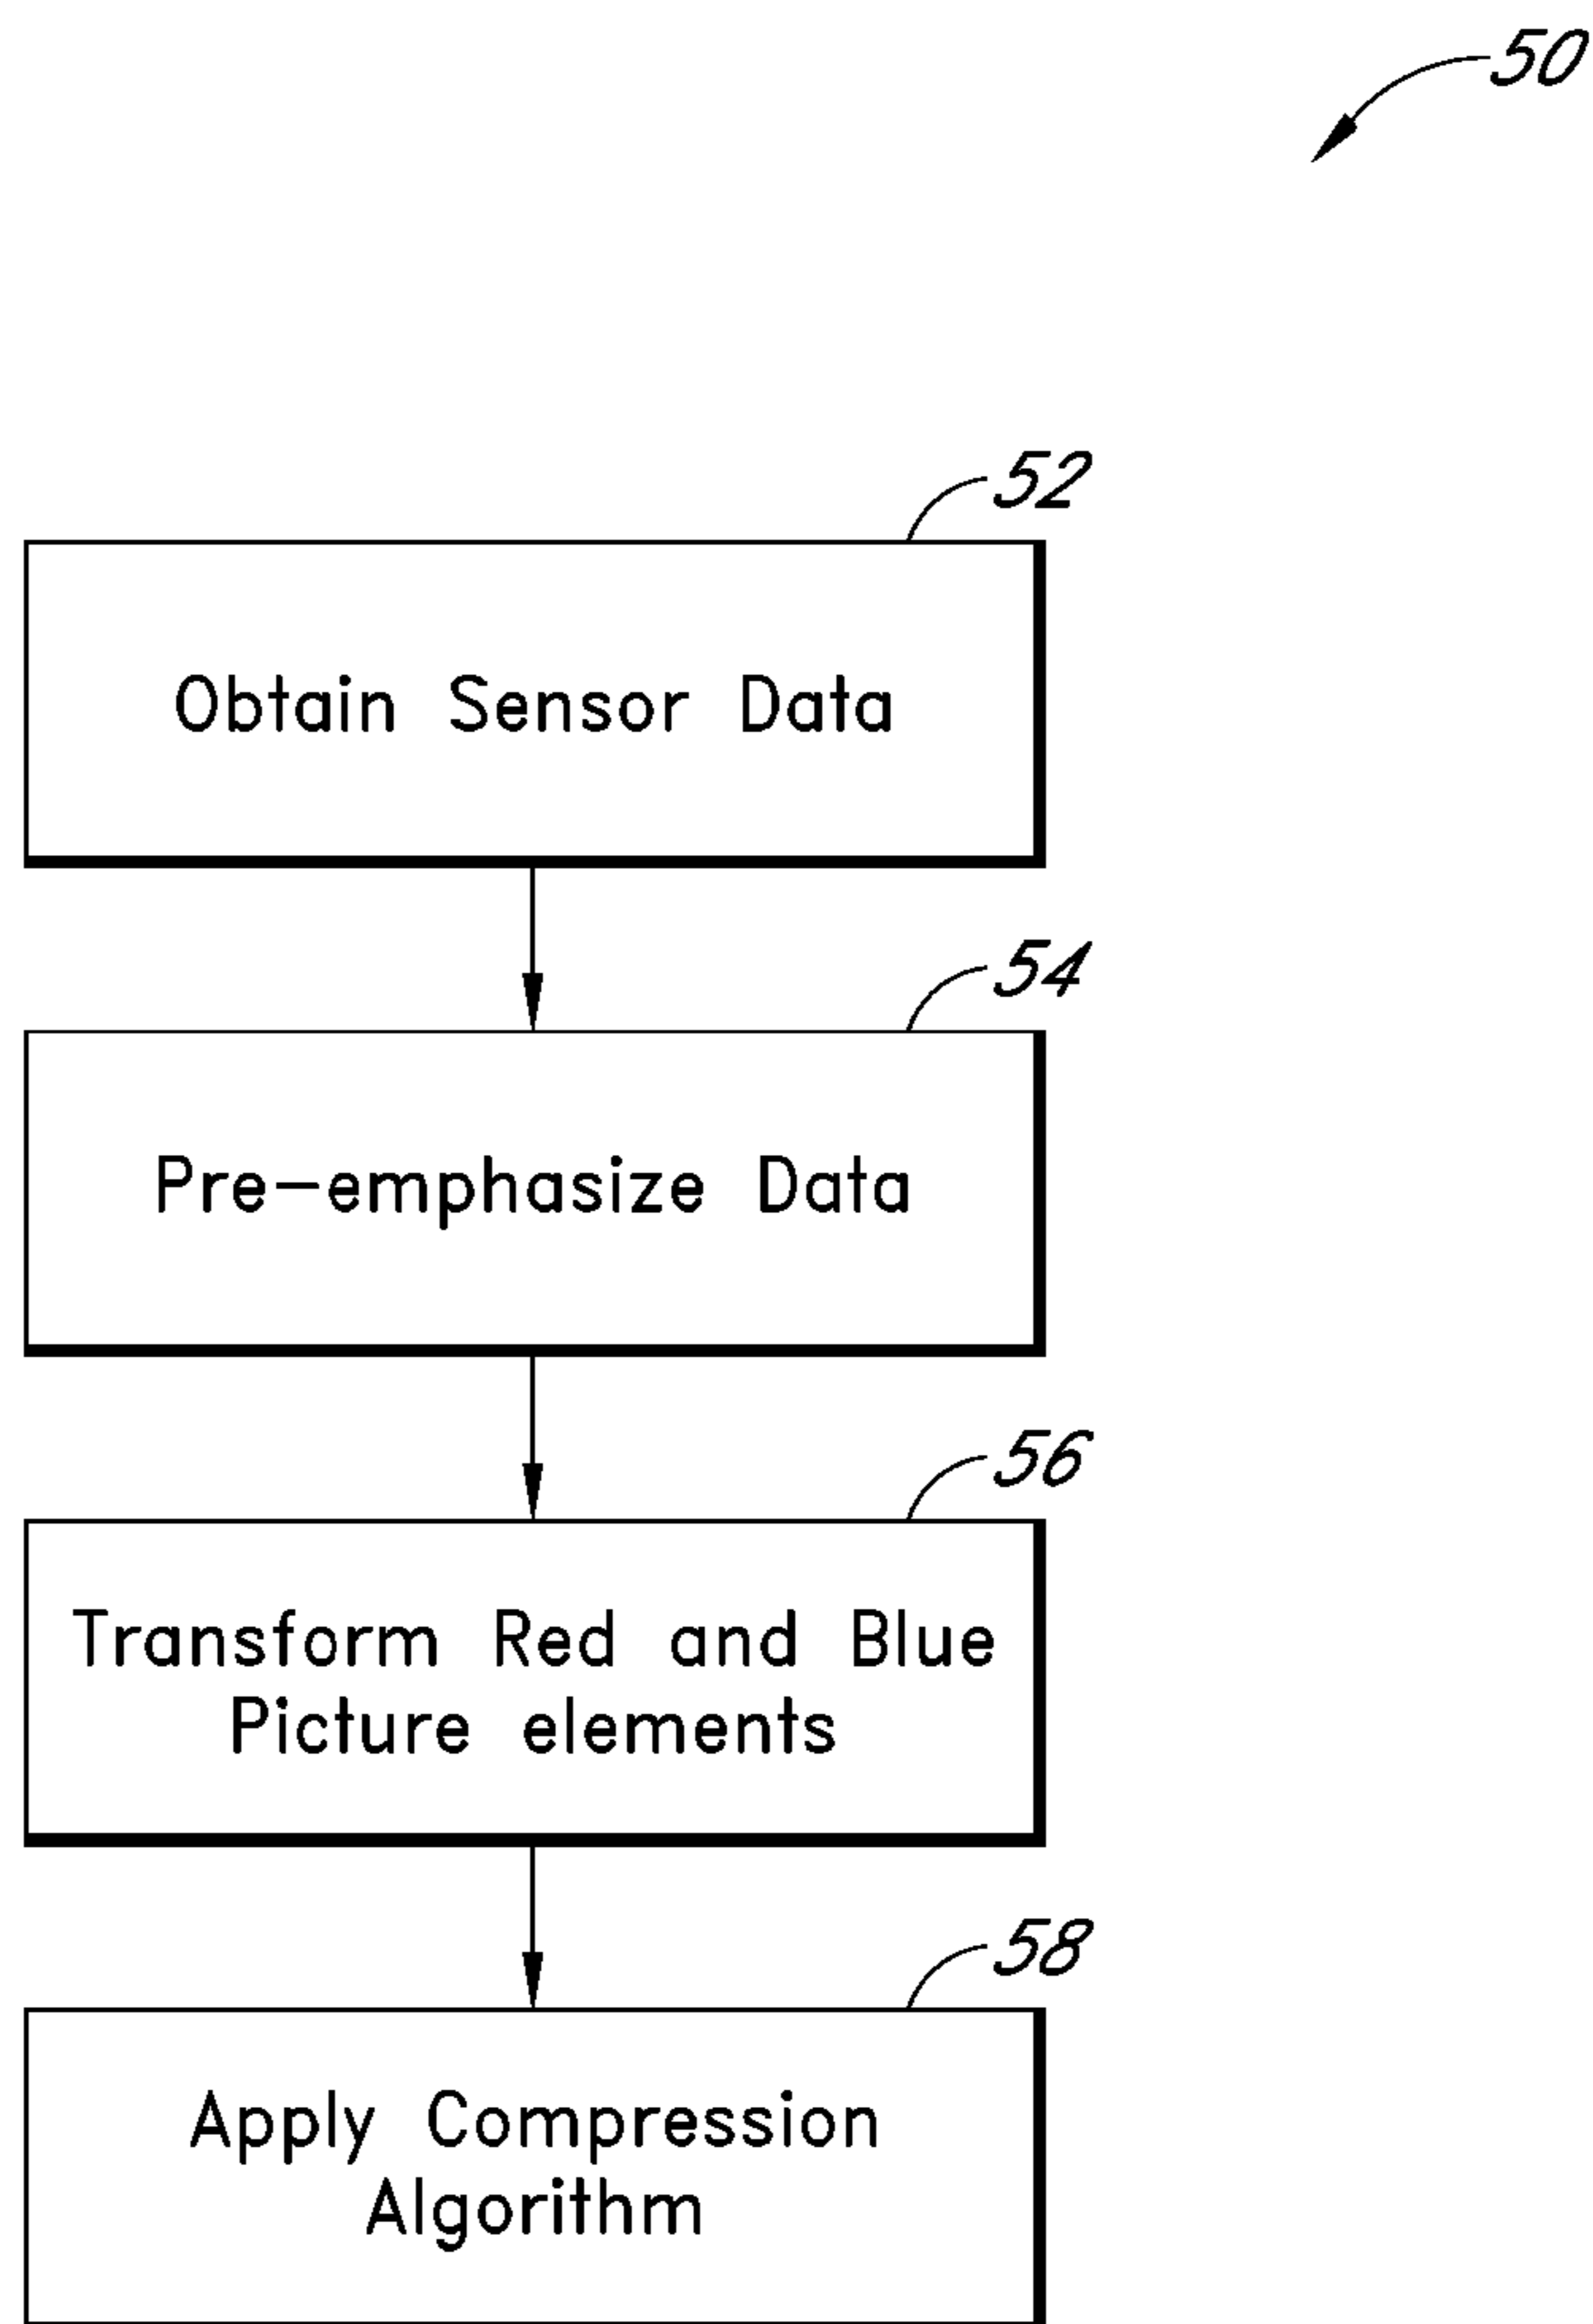 50
52
Obtain Sensor Data
54
Pre-emphasize Data
56
Transform Red and Blue
Picture elements
58
Apply Compression
Algorithm